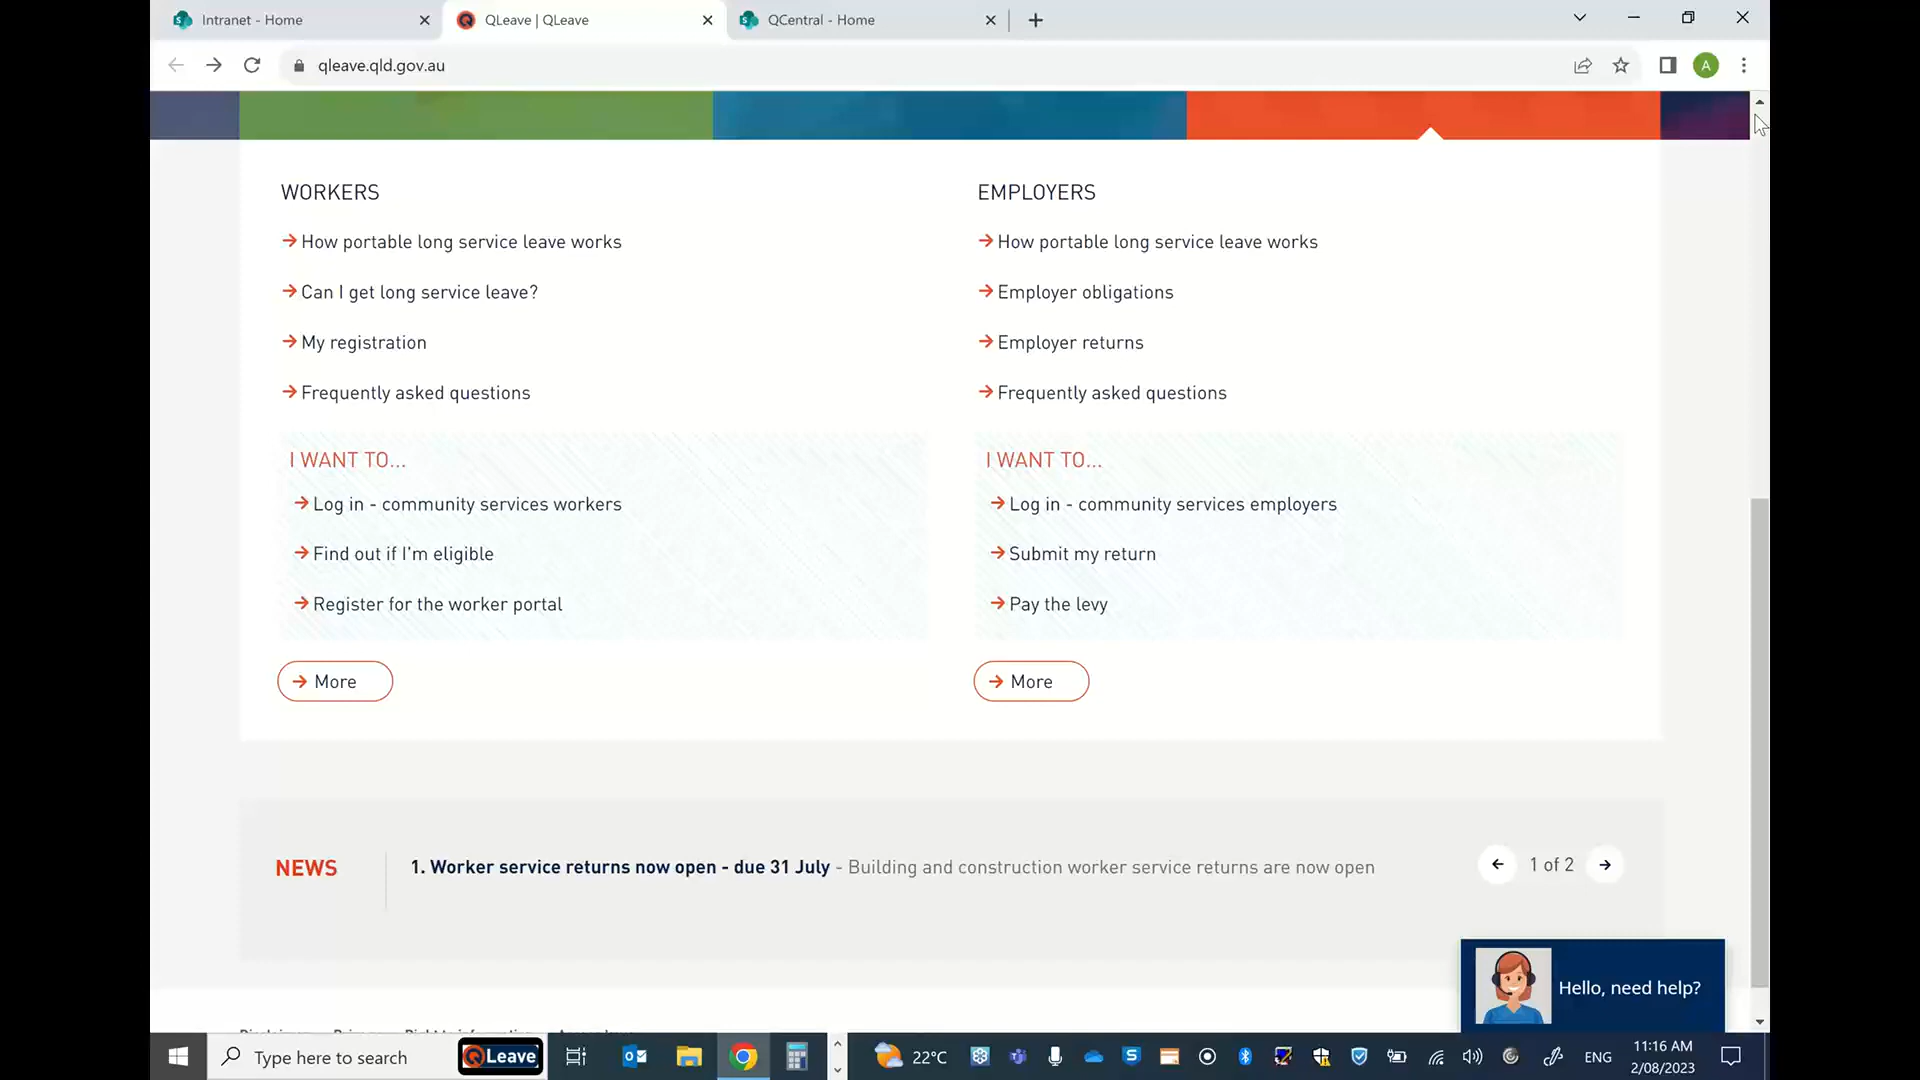 Intranet - Home
QLeave | QLeave
QCentral - Home
qleave.qld.gov.au
A
WORKERS
How portable long service leave works
Can I get long service leave?
My registration
Frequently asked questions
I WANT TO...
Log in - community services workers
Find out if I'm eligible
Register for the worker portal
More
EMPLOYERS
How portable long service leave works
Employer obligations
Employer returns
Frequently asked questions
I WANT TO...
Log in - community services employers
Submit my return
Pay the levy
More
NEWS
1. Worker service returns now open - due 31 July - Building and construction worker service returns are now open
1 of 2
Hello, need help?
Type here to search
QLeave
22°C
ENG
11:16 AM
2/08/2023